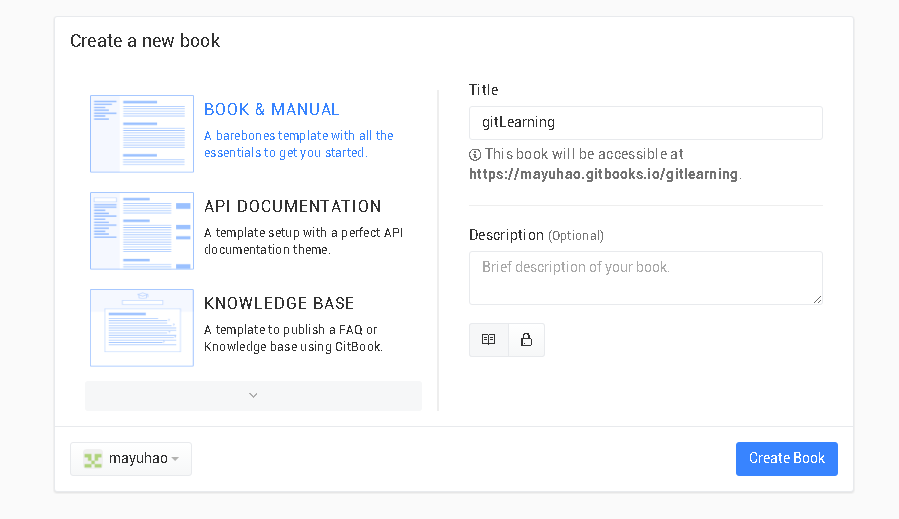 Create a new book
BOOK & MANUAL
A barebones template with all the
essentials to get you started.
API DOCUMENTATION
A template setup with a perfect API
documentation theme.
KNOWLEDGE BASE
A template to publish a FAQ or
Knowledge base using GitBook.
Title
gitLearning
This book will be accessible at
https://mayuhao.gitbooks.io/gitlearning.
Description (Optional)
Brief description of your book.
mayuhao
Create Book